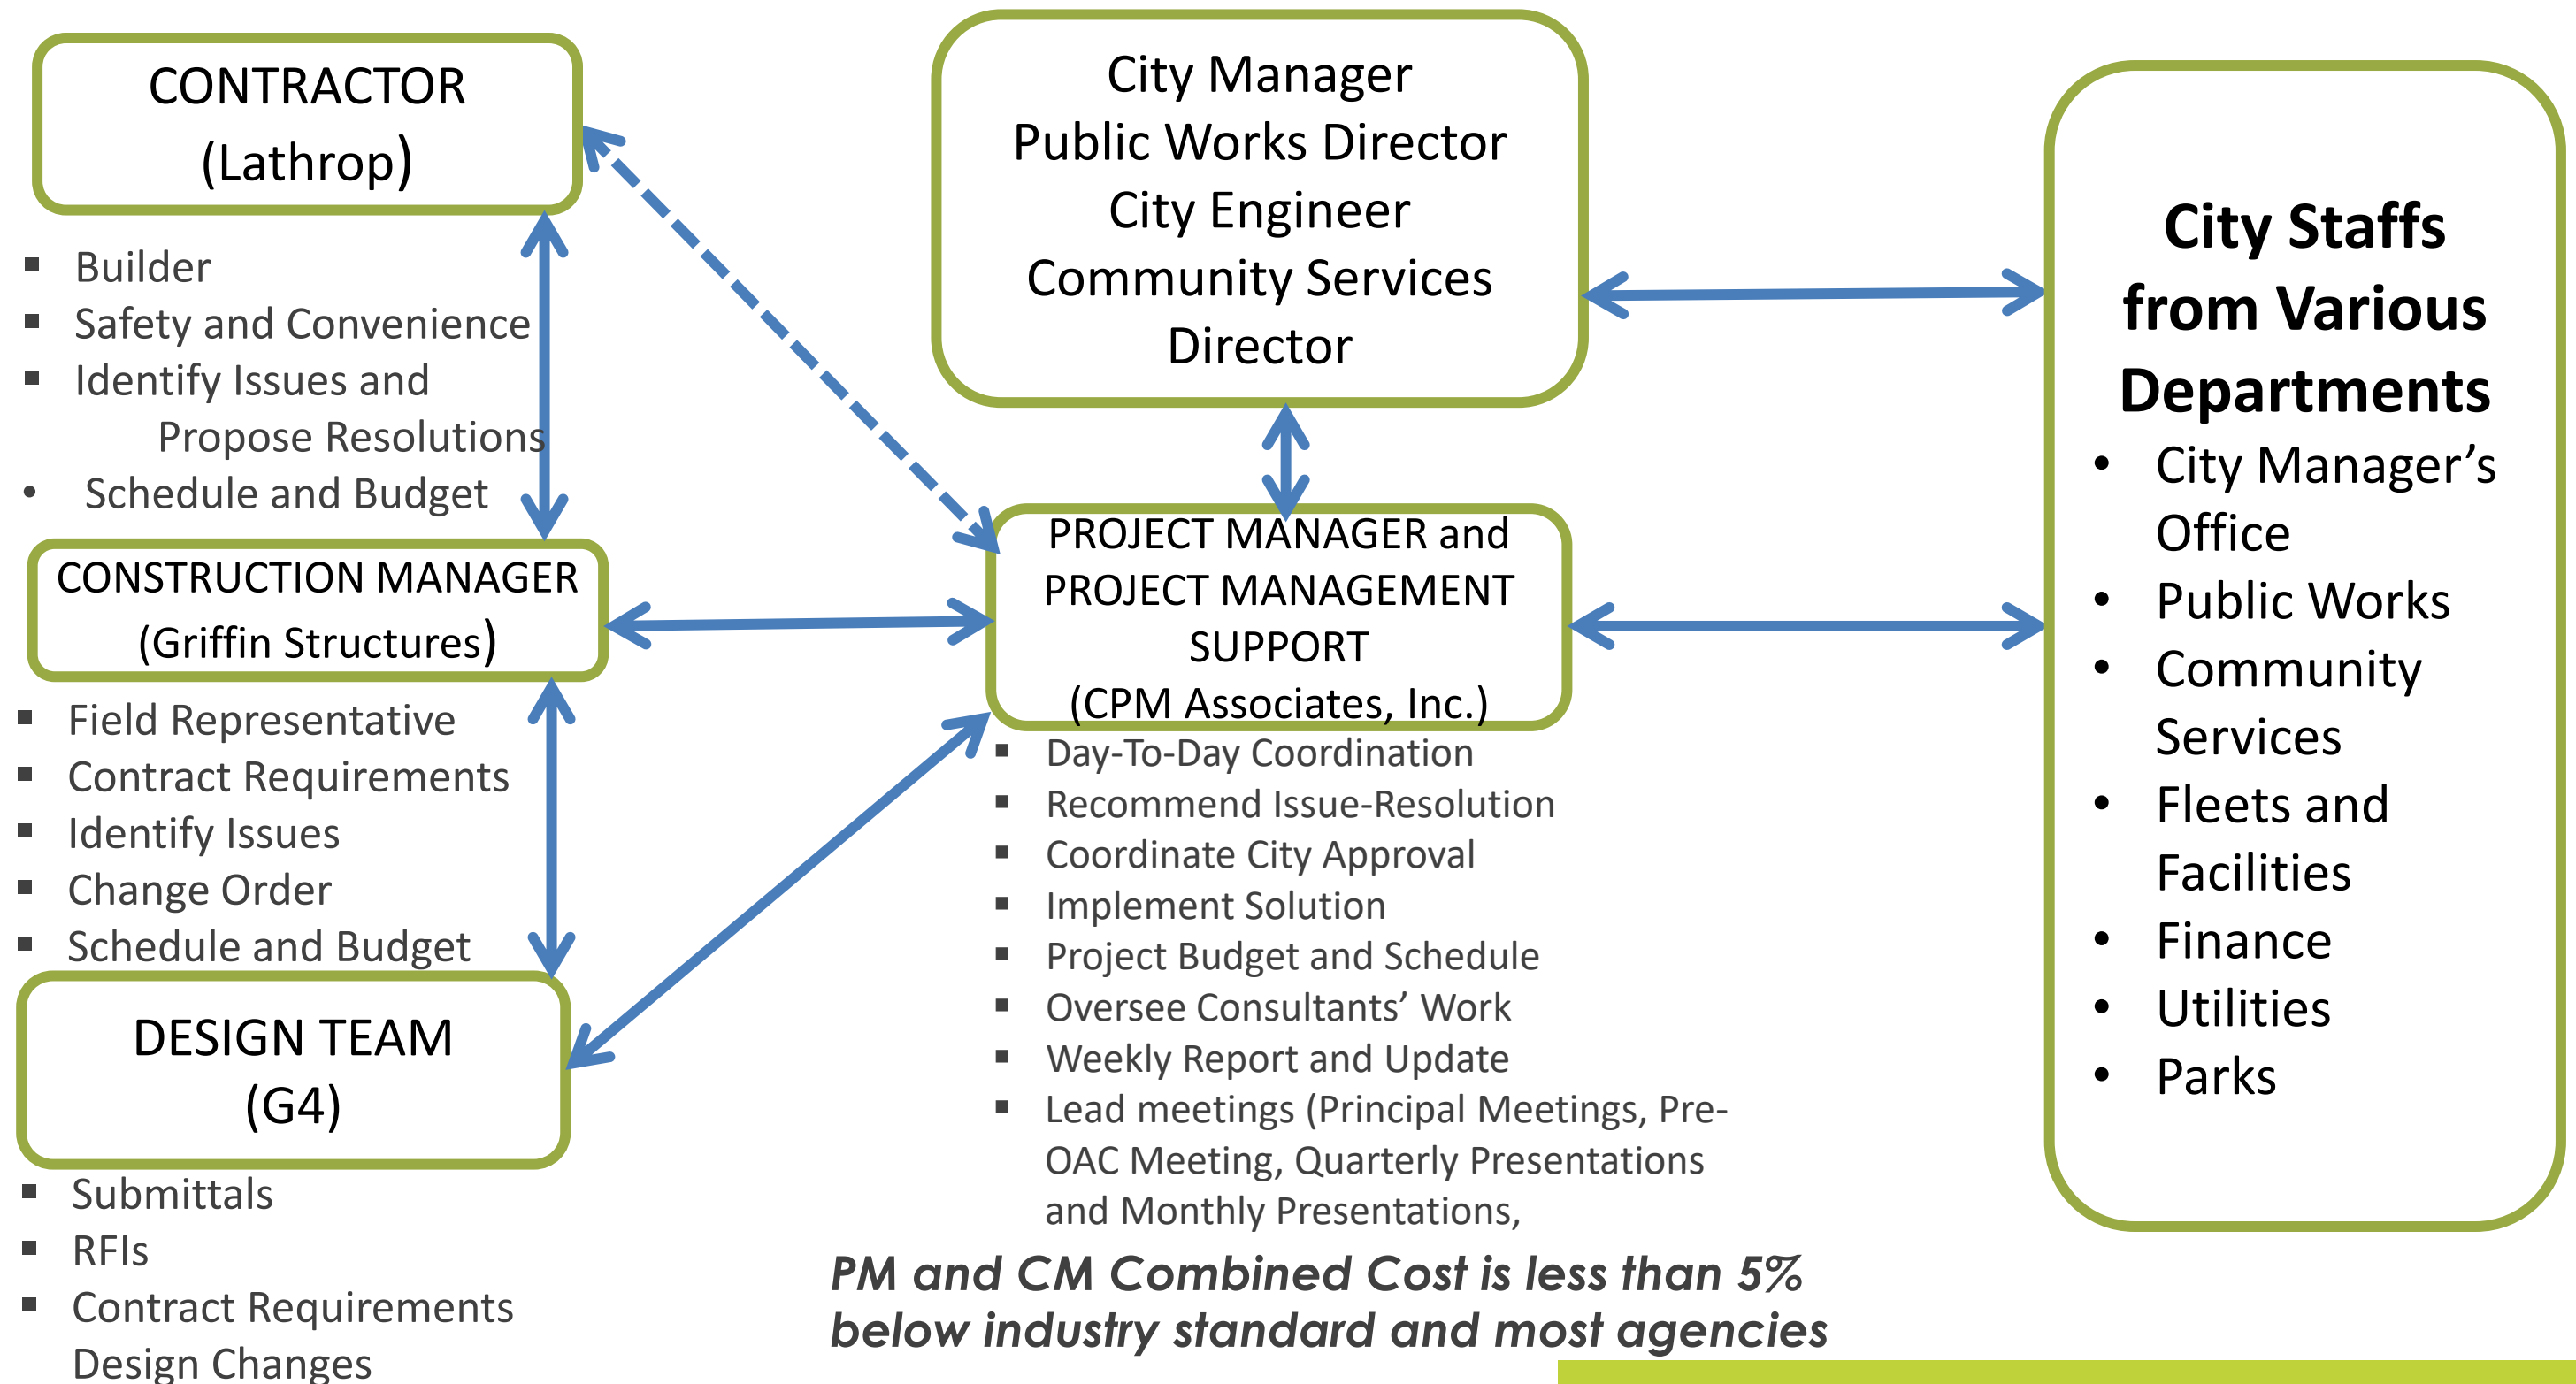 CONTRACTOR
(Lathrop)
▪ Builder
▪ Safety and Convenience
▪ Identify Issues and
Propose Resolutions
• Schedule and Budget
CONSTRUCTION MANAGER
(Griffin Structures)
▪ Field Representative
▪ Contract Requirements
▪ Identify Issues
▪ Change Order
▪ Schedule and Budget
DESIGN TEAM
(G4)
▪ Submittals
▪ RFIs
▪ Contract Requirements
Design Changes
City Manager
Public Works Director
City Engineer
Community Services
Director
PROJECT MANAGER and
PROJECT MANAGEMENT
SUPPORT
(CPM Associates, Inc.)
▪ Day-To-Day Coordination
▪ Recommend Issue-Resolution
▪ Coordinate City Approval
▪ Implement Solution
▪ Project Budget and Schedule
▪ Oversee Consultants’ Work
▪ Weekly Report and Update
▪ Lead meetings (Principal Meetings, Pre-
OAC Meeting, Quarterly Presentations
and Monthly Presentations,
PM and CM Combined Cost is less than 5%
below industry standard and most agencies
City Staffs
from Various
Departments
• City Manager’s
Office
• Public Works
• Community
Services
• Fleets and
Facilities
• Finance
• Utilities
• Parks